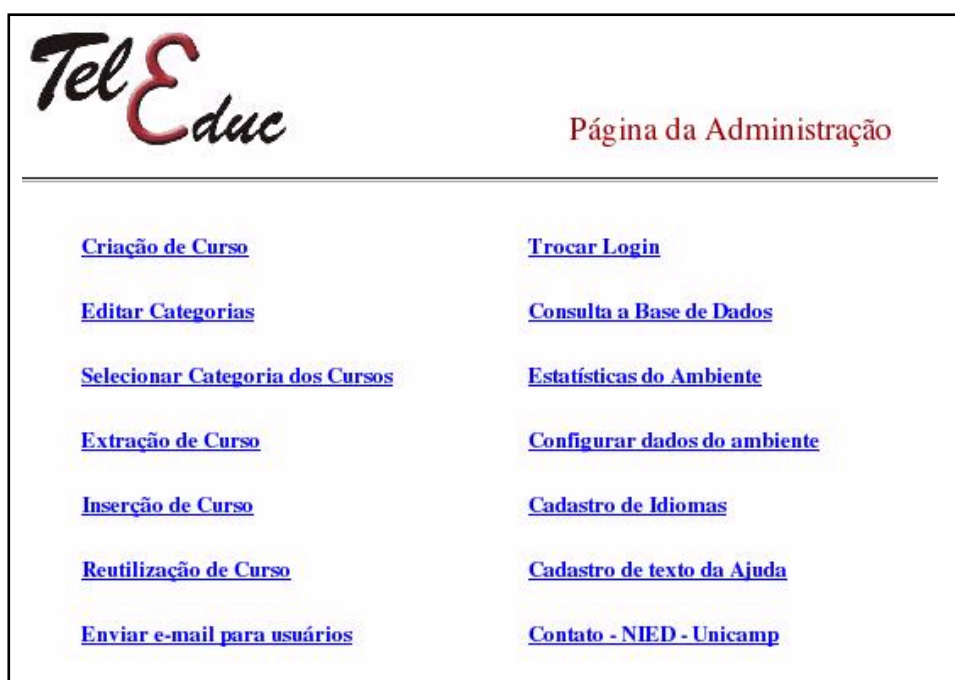 TelEduc
Página da Administração
Criação de Curso
Trocar Login
Editar Categorias
Consulta a Base de Dados
Selecionar Categoria dos Cursos
Estatísticas do Ambiente
Extração de Curso
Configurar dados do ambiente
Inserção de Curso
Cadastro de Idiomas
Reutilização de Curso
Cadastro de texto da Ajuda
Enviar e-mail para usuários
Contato - NIED - Unicamp